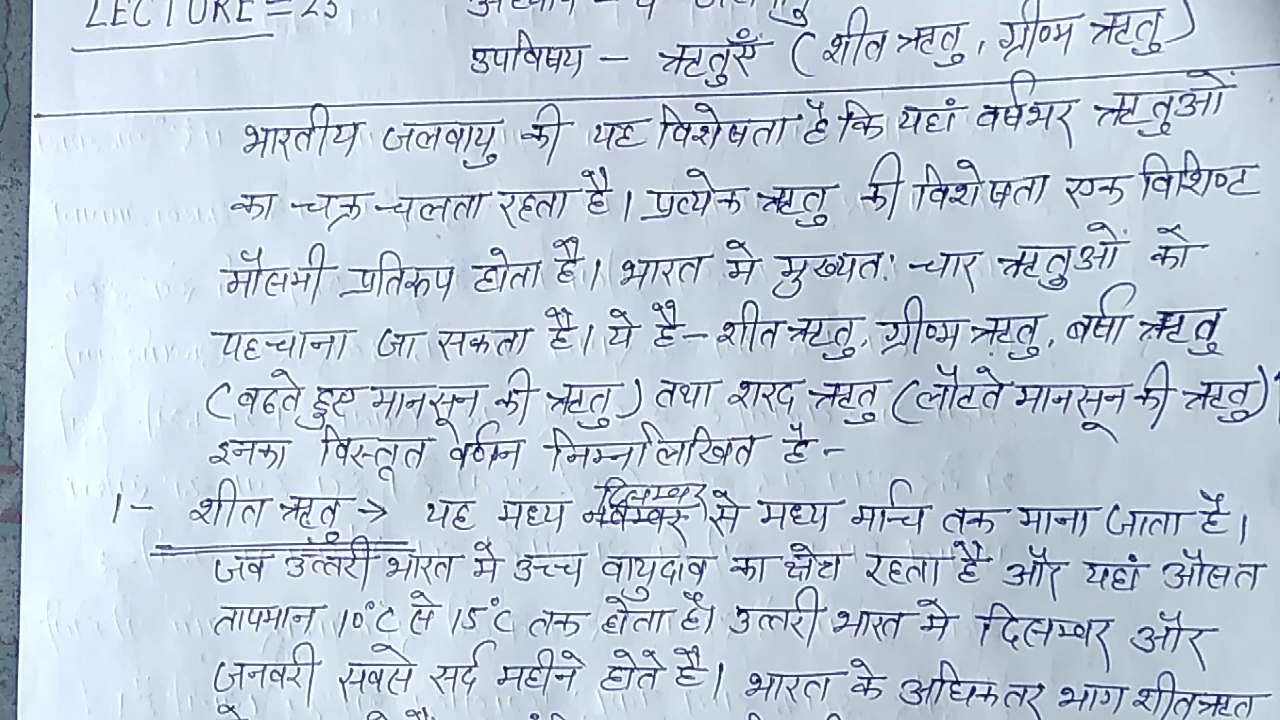 LECTURE = 23
अध्याय - 4 जलवायु
उपविषय - ऋतुएँ (शीत ऋतु, ग्रीष्म ऋतु)
भारतीय जलवायु की यह विशेषता है कि यहां वर्षभर ऋतुओं
का चक्र चलता रहता है। प्रत्येक ऋतु की विशेषता एक विशिष्ट
मौसमी प्रतिरूप होता है। भारत मे मुख्यतः चार ऋतुओं को
पहचाना जा सकता है। ये है - शीत ऋतु, ग्रीष्म ऋतु, वर्षा ऋतु
(बढते हुए मानसून की ऋतु) तथा शरद ऋतु (लौटते मानसून की ऋतु)
इनका विस्तृत वर्णन निम्नलिखित है -
1- शीत ऋतु → यह मध्य दिसम्बर से मध्य मार्च तक माना जाता है।
जब उत्तरी भारत मे उच्च वायुदाब का क्षेत्र रहता है और यहां औसत
तापमान 10°C से 15°C तक होता है। उत्तरी भारत मे दिसम्बर और
जनवरी सबसे सर्द महीने होते है। भारत के अधिकतर भाग शीतऋतु